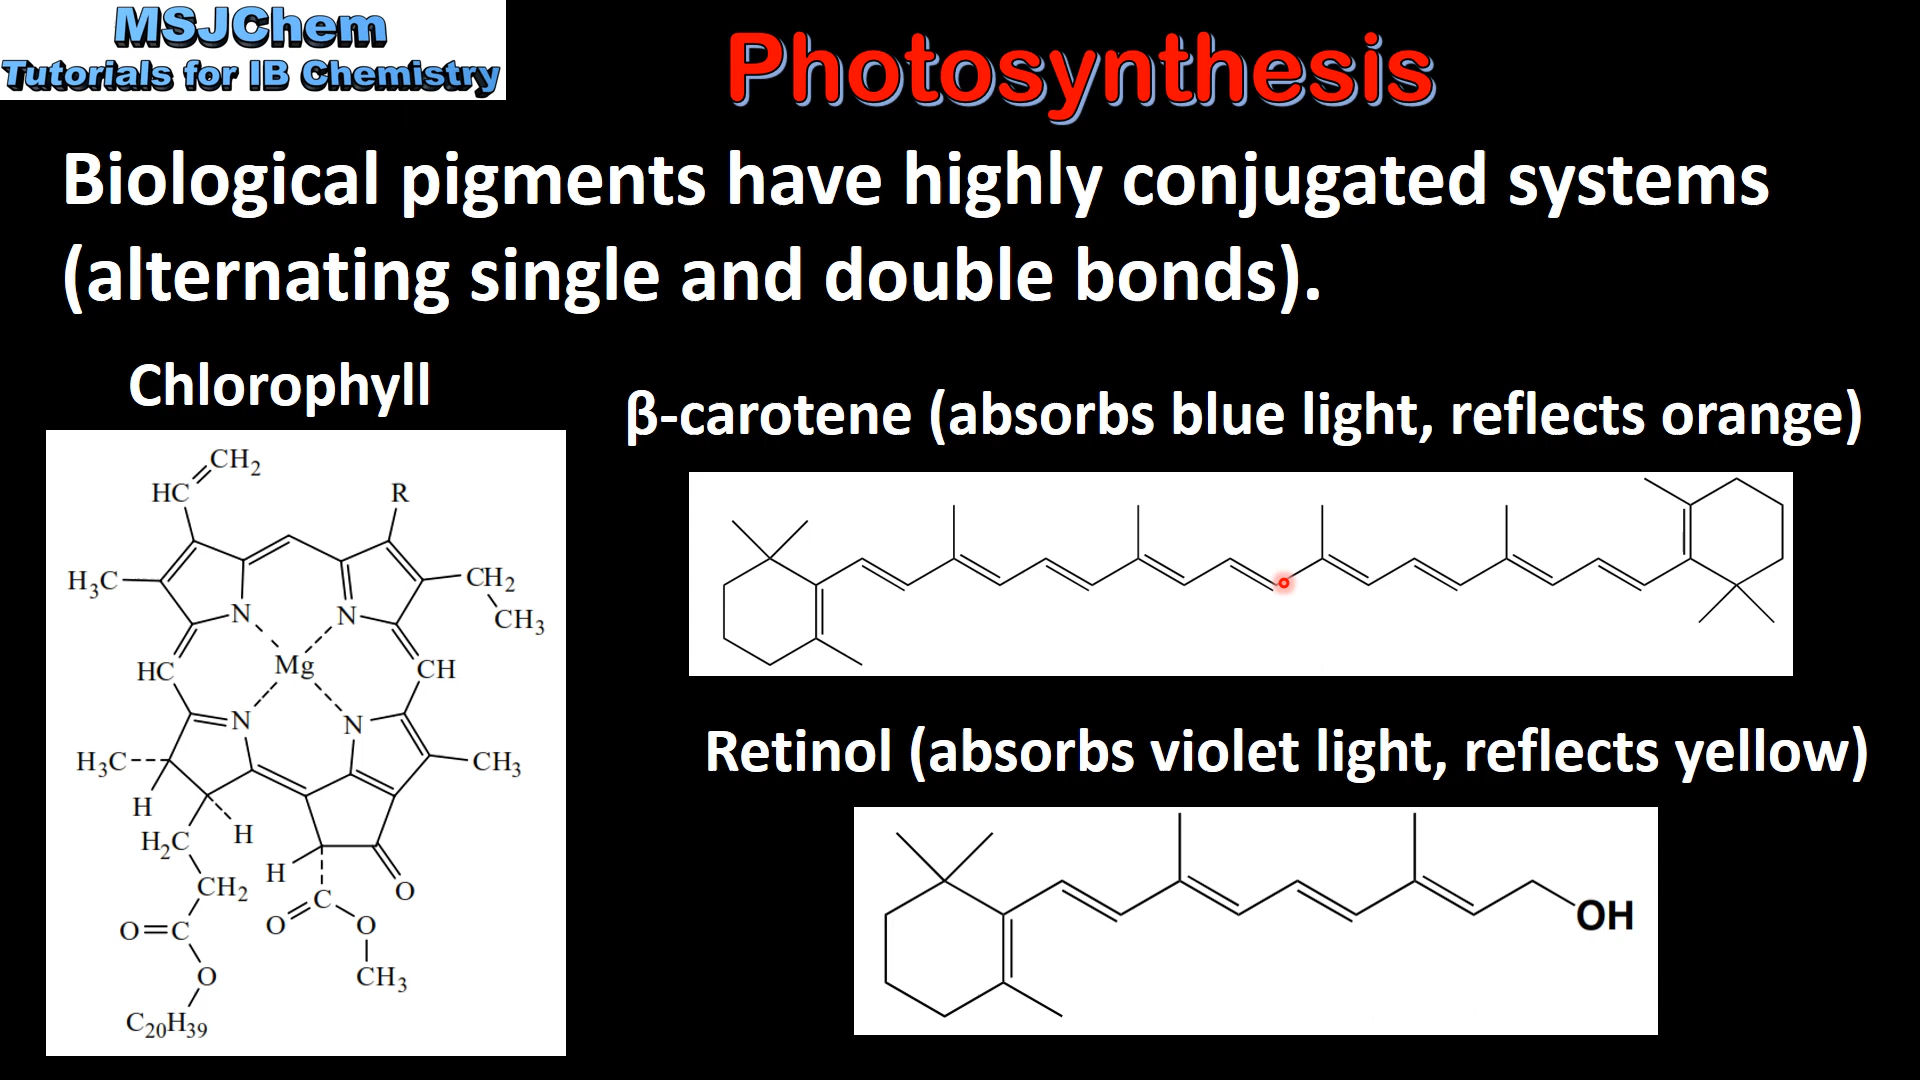 MSJChem
Tutorials for IB Chemistry
Photosynthesis
Biological pigments have highly conjugated systems
(alternating single and double bonds).
Chlorophyll
CH₂
HC
R
H₃C
CH₂
N
N
CH₃
HC
Mg
CH
N
N
H₃C
CH₃
H
H
H₂C
H
CH₂
O
C
O=C
O
O
O
CH₃
C₂₀H₃₉
β-carotene (absorbs blue light, reflects orange)
Retinol (absorbs violet light, reflects yellow)
OH